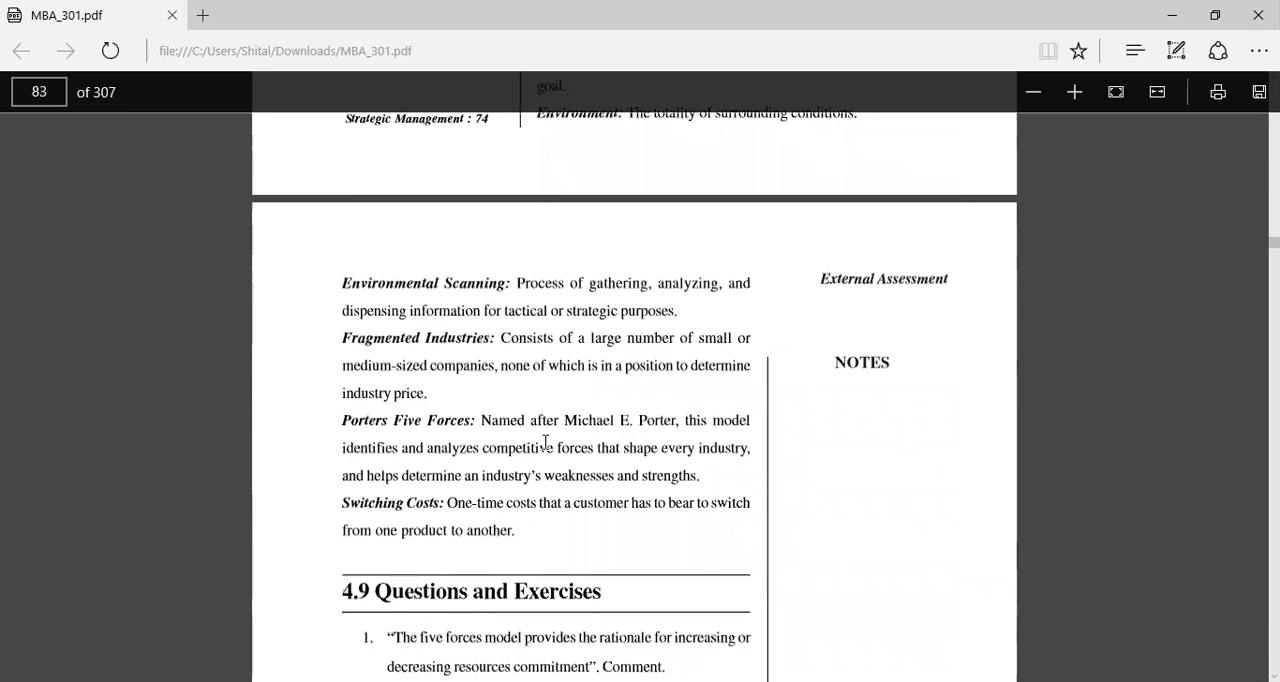 MBA_301.pdf
file:///C:/Users/Shital/Downloads/MBA_301.pdf
83 of 307
goal.
Strategic Management : 74
Environment: The totality of surrounding conditions.
Environmental Scanning: Process of gathering, analyzing, and
dispensing information for tactical or strategic purposes.
Fragmented Industries: Consists of a large number of small or
medium-sized companies, none of which is in a position to determine
industry price.
Porters Five Forces: Named after Michael E. Porter, this model
identifies and analyzes competitive forces that shape every industry,
and helps determine an industry's weaknesses and strengths.
Switching Costs: One-time costs that a customer has to bear to switch
from one product to another.
External Assessment
NOTES
4.9 Questions and Exercises
1. “The five forces model provides the rationale for increasing or
decreasing resources commitment”. Comment.